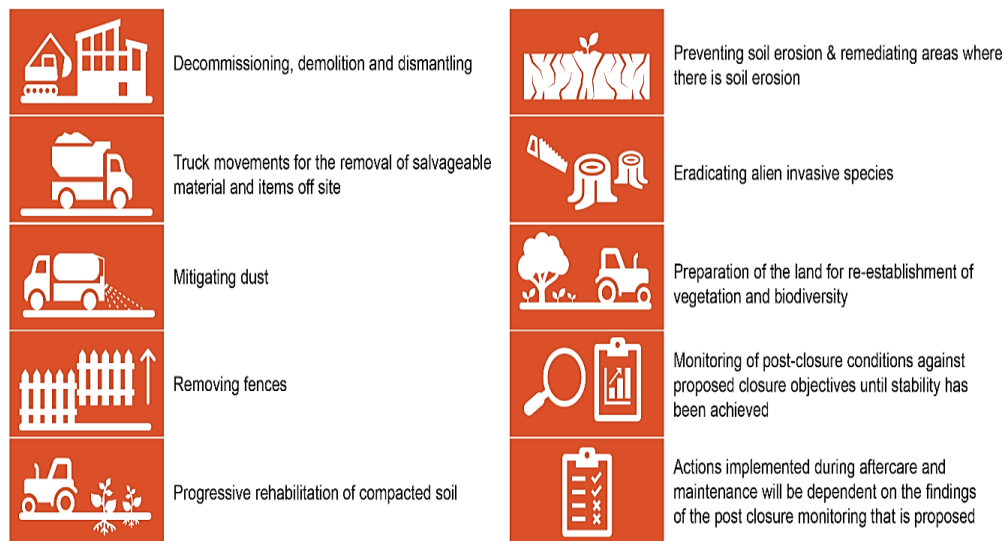 Decommissioning, demolition and dismantling
Truck movements for the removal of salvageable
material and items off site
Mitigating dust
Removing fences
Progressive rehabilitation of compacted soil
Preventing soil erosion & remediating areas where
there is soil erosion
Eradicating alien invasive species
Preparation of the land for re-establishment of
vegetation and biodiversity
Monitoring of post-closure conditions against
proposed closure objectives until stability has
been achieved
Actions implemented during aftercare and
maintenance will be dependent on the findings
of the post closure monitoring that is proposed